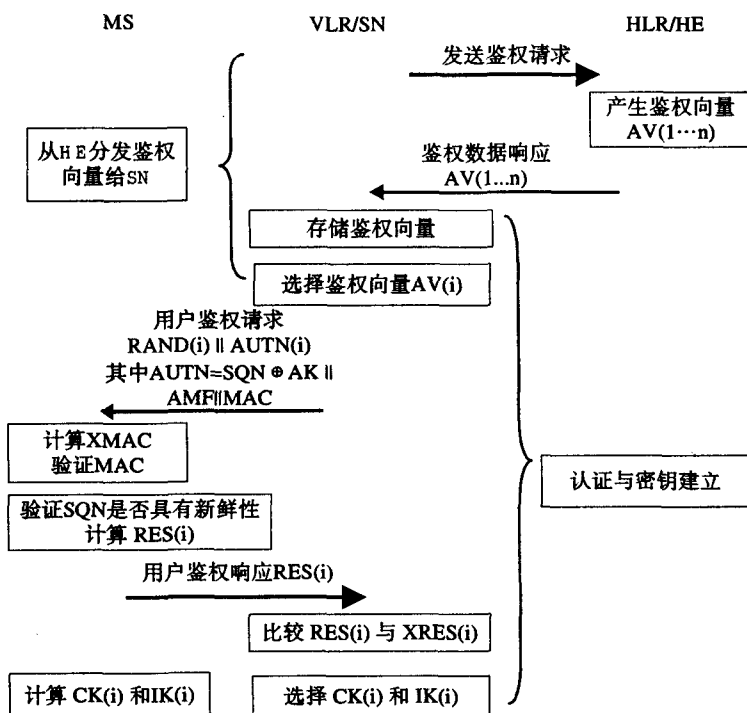 MS
VLR/SN
HLR/HE
发送鉴权请求
产生鉴权向量
AV(1···n)
从HE分发鉴权
向量给SN
鉴权数据响应
AV(1...n)
存储鉴权向量
选择鉴权向量AV(i)
用户鉴权请求
RAND(i) || AUTN(i)
其中AUTN=SQN ⊕ AK ||
AMF||MAC
计算XMAC
验证MAC
认证与密钥建立
验证SQN是否具有新鲜性
计算 RES(i)
用户鉴权响应RES(i)
比较 RES(i) 与 XRES(i)
计算 CK(i) 和IK(i)
选择 CK(i) 和 IK(i)